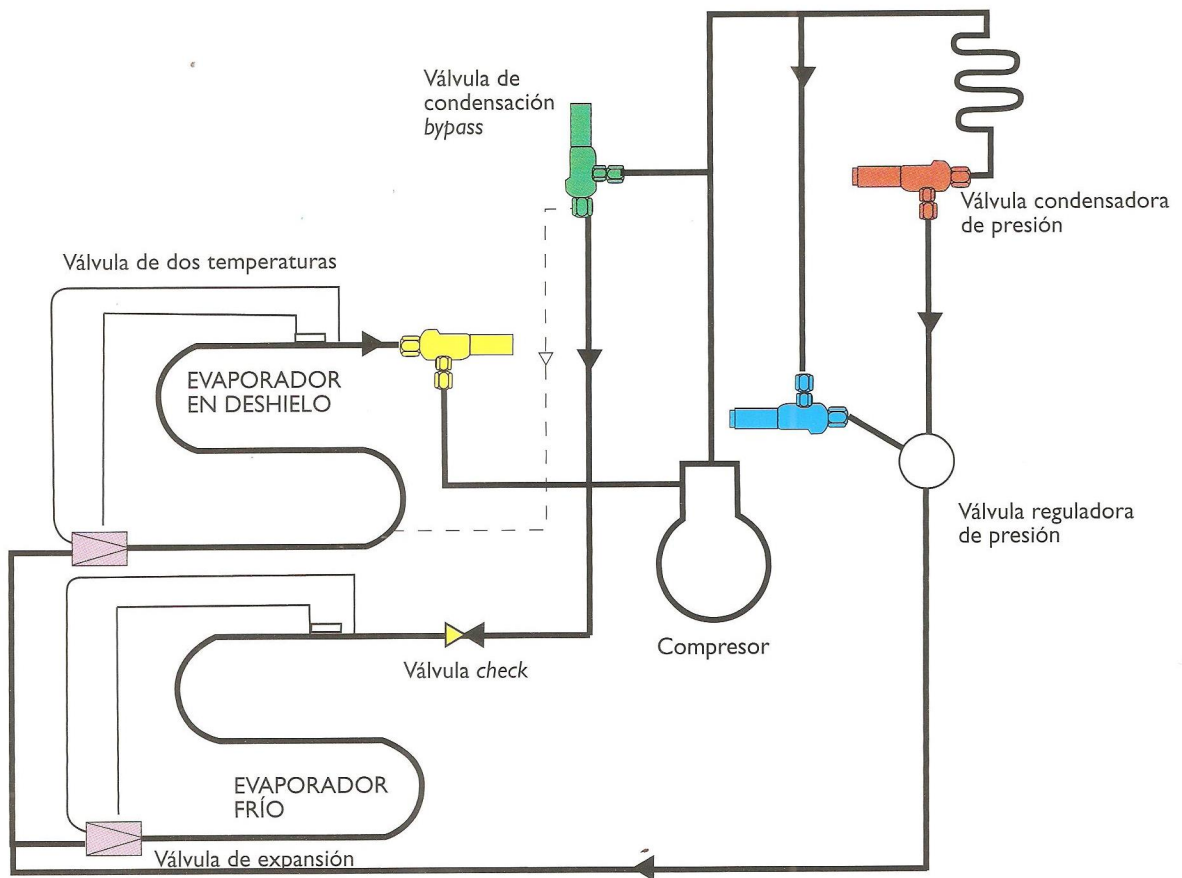 Válvula de
condensación
bypass
Válvula condensadora
de presión
Válvula de dos temperaturas
EVAPORADOR
EN DESHIELO
Válvula reguladora
de presión
Compresor
Válvula check
EVAPORADOR
FRÍO
Válvula de expansión